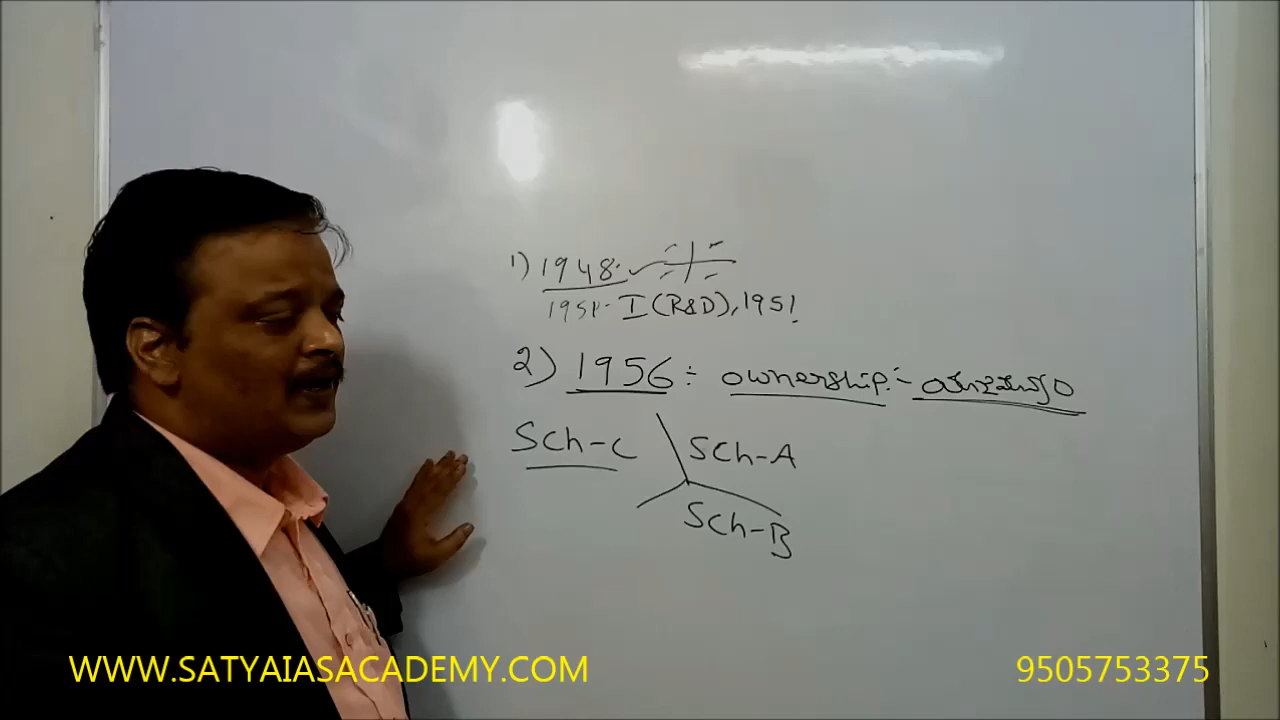 1) 1948:
1951:- I (R&D), 1951.
2) 1956 :- ownership:- యాజమాన్యం
Sch-C Sch-A
Sch-B
WWW.SATYAIASACADEMY.COM 9505753375